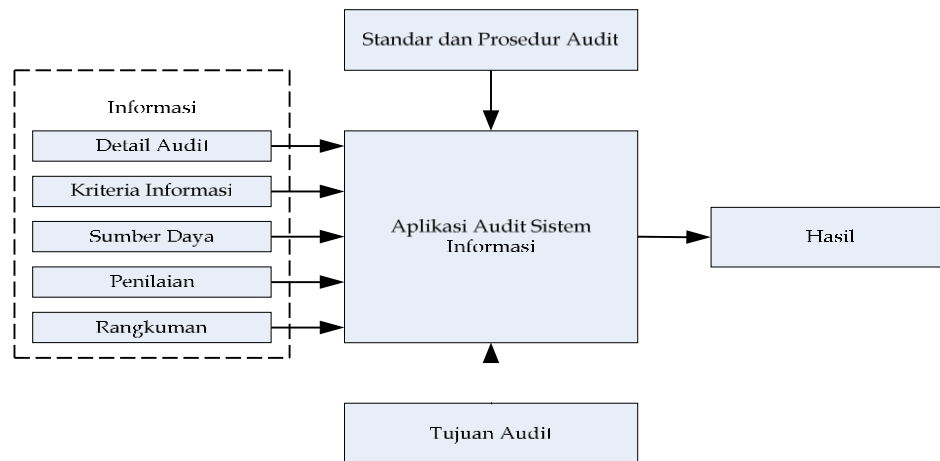 Standar dan Prosedur Audit
Informasi
Detail Audit
Kriteria Informasi
Sumber Daya
Penilaian
Rangkuman
Aplikasi Audit Sistem
Informasi
Hasil
Tujuan Audit